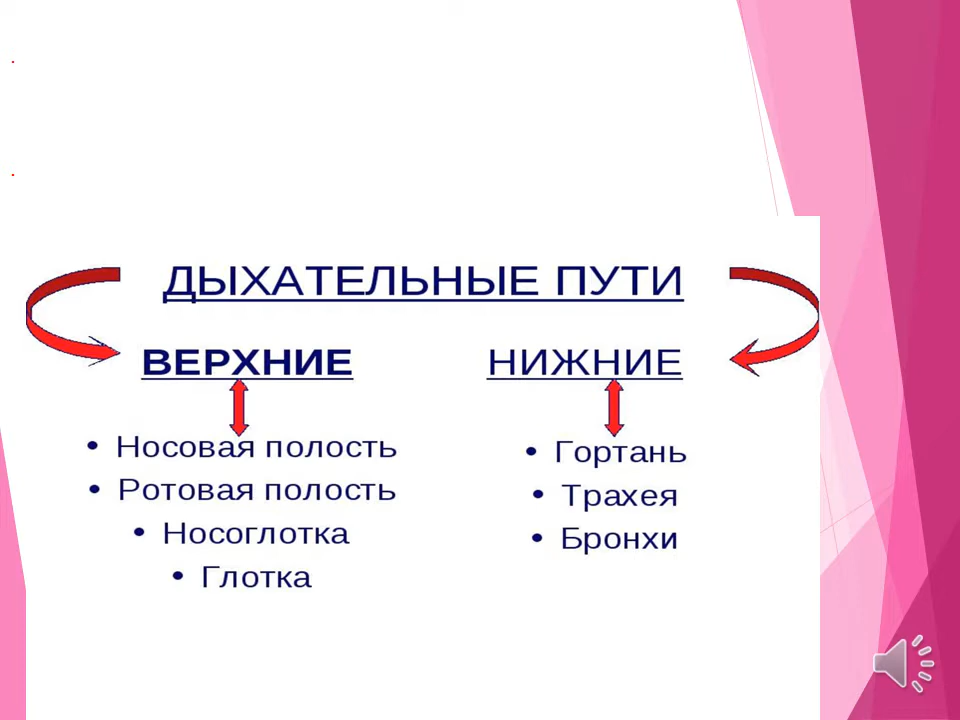 .
.
ДЫХАТЕЛЬНЫЕ ПУТИ
ВЕРХНИЕ
• Носовая полость
• Ротовая полость
• Носоглотка
• Глотка
НИЖНИЕ
• Гортань
• Трахея
• Бронхи